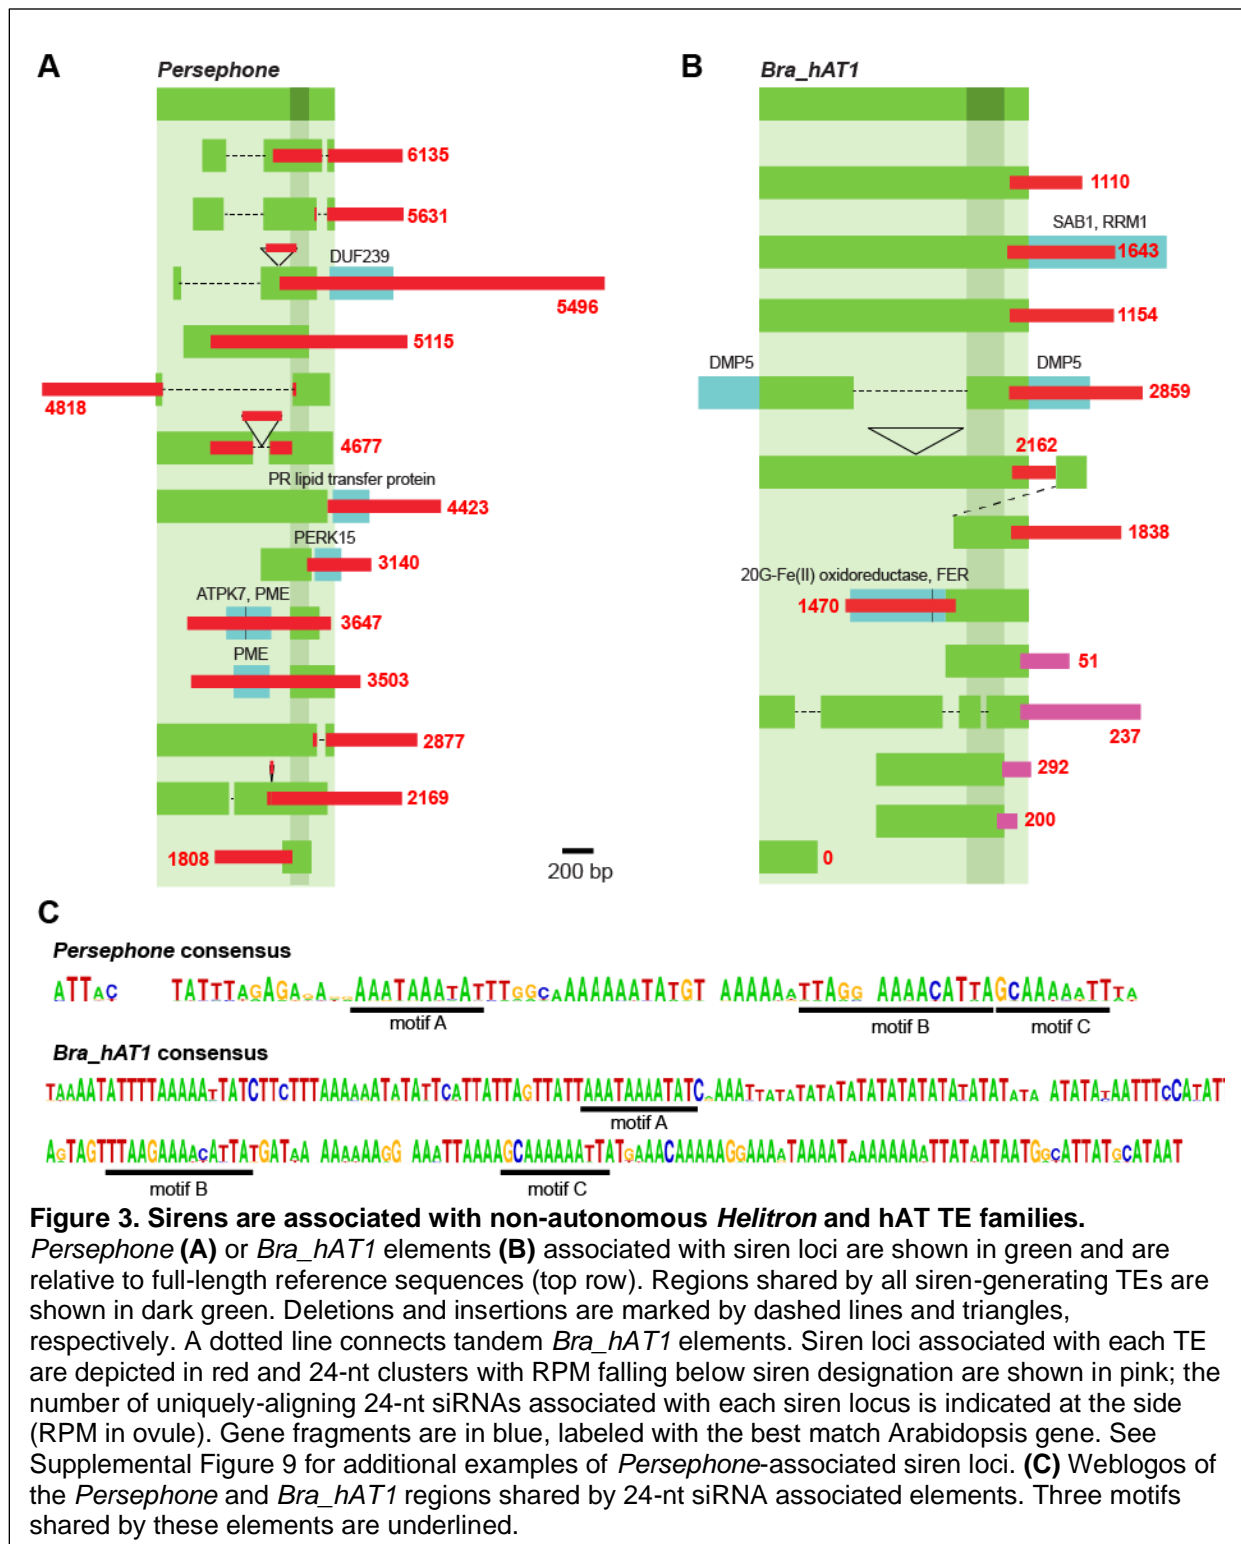 A
Persephone
6135
5631
DUF239
5496
5115
4818
4677
PR lipid transfer protein
4423
PERK15
3140
ATPK7, PME
3647
PME
3503
2877
2169
1808
200 bp
B
Bra_hAT1
1110
SAB1, RRM1
1643
1154
DMP5
DMP5
2859
2162
1838
20G-Fe(II) oxidoreductase, FER
1470
51
237
292
200
0
C
Persephone consensus
motif A
motif B
motif C
Bra_hAT1 consensus
motif A
motif B
motif C
Figure 3. Sirens are associated with non-autonomous Helitron and hAT TE families.
Persephone (A) or Bra_hAT1 elements (B) associated with siren loci are shown in green and are
relative to full-length reference sequences (top row). Regions shared by all siren-generating TEs are
shown in dark green. Deletions and insertions are marked by dashed lines and triangles,
respectively. A dotted line connects tandem Bra_hAT1 elements. Siren loci associated with each TE
are depicted in red and 24-nt clusters with RPM falling below siren designation are shown in pink; the
number of uniquely-aligning 24-nt siRNAs associated with each siren locus is indicated at the side
(RPM in ovule). Gene fragments are in blue, labeled with the best match Arabidopsis gene. See
Supplemental Figure 9 for additional examples of Persephone-associated siren loci. (C) Weblogos of
the Persephone and Bra_hAT1 regions shared by 24-nt siRNA associated elements. Three motifs
shared by these elements are underlined.